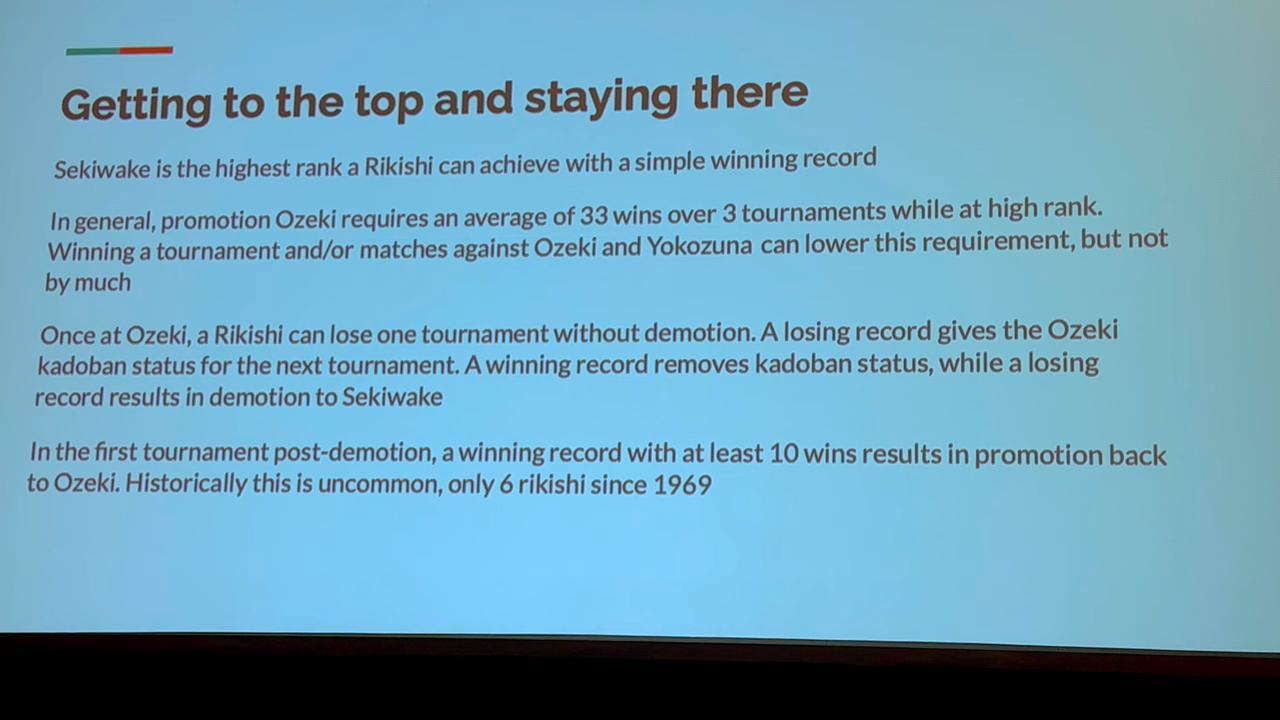 Getting to the top and staying there
Sekiwake is the highest rank a Rikishi can achieve with a simple winning record
In general, promotion Ozeki requires an average of 33 wins over 3 tournaments while at high rank.
Winning a tournament and/or matches against Ozeki and Yokozuna can lower this requirement, but not
by much
Once at Ozeki, a Rikishi can lose one tournament without demotion. A losing record gives the Ozeki
kadoban status for the next tournament. A winning record removes kadoban status, while a losing
record results in demotion to Sekiwake
In the first tournament post-demotion, a winning record with at least 10 wins results in promotion back
to Ozeki. Historically this is uncommon, only 6 rikishi since 1969